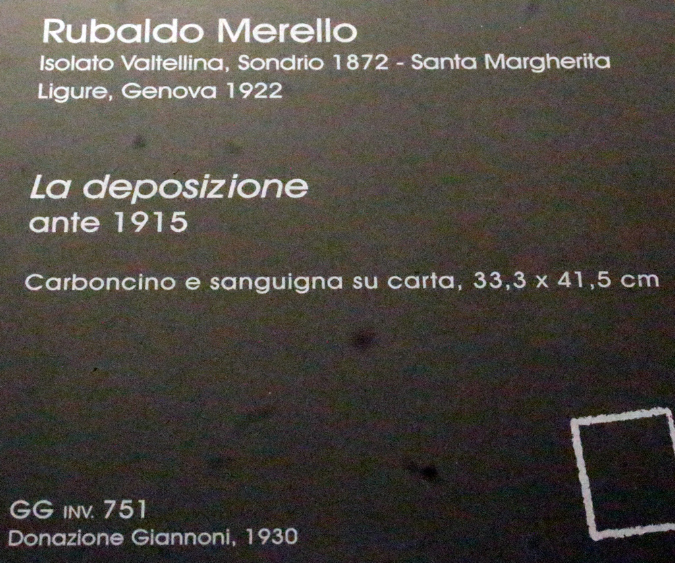 Rubaldo Merello
Isolato Valtellina, Sondrio 1872 - Santa Margherita
Ligure, Genova 1922
La deposizione
ante 1915
Carboncino e sanguigna su carta, 33,3 x 41,5 cm
GG INV. 751
Donazione Giannoni, 1930